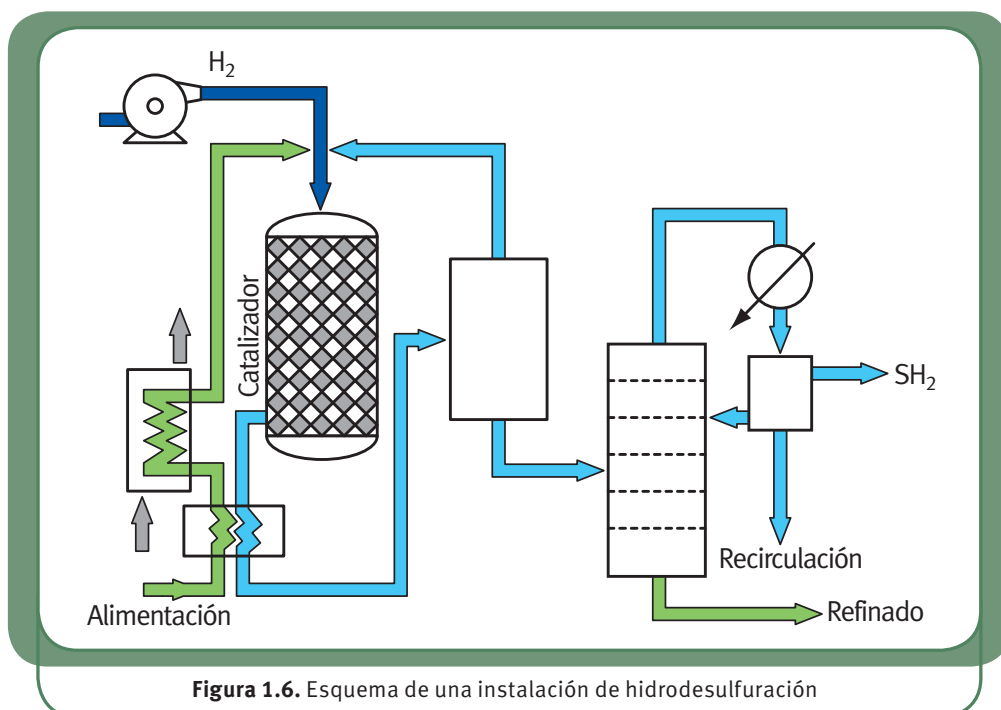 H₂
Catalizador
SH₂
Recirculación
Alimentación
Refinado
Figura 1.6. Esquema de una instalación de hidrodesulfuración